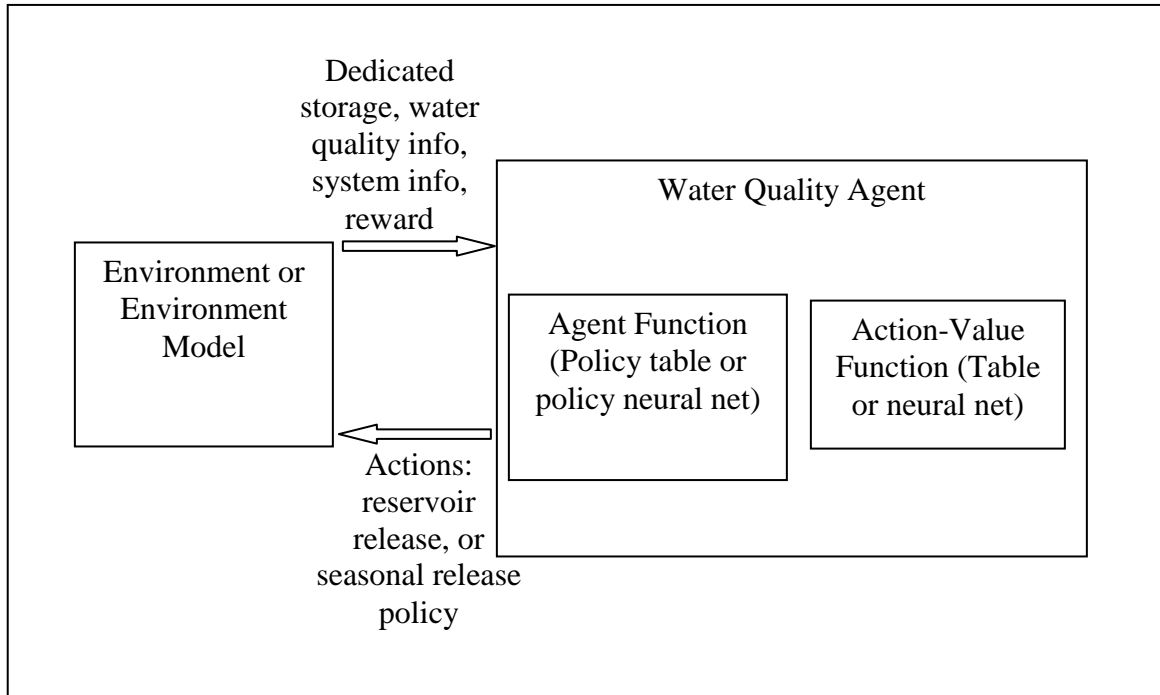 Dedicated
storage, water
quality info,
system info,
reward
Water Quality Agent
Environment or
Environment
Model
Agent Function
(Policy table or
policy neural net)
Action-Value
Function (Table
or neural net)
Actions:
reservoir
release, or
seasonal release
policy